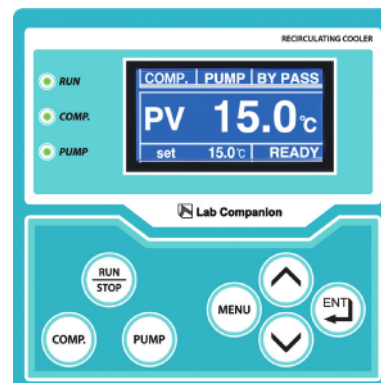 RECIRCULATING COOLER
RUN
COMP.
PUMP
COMP. PUMP BY PASS
PV 15.0℃
set 15.0℃ READY
Lab Companion
RUN
STOP
MENU
ENT
COMP.
PUMP